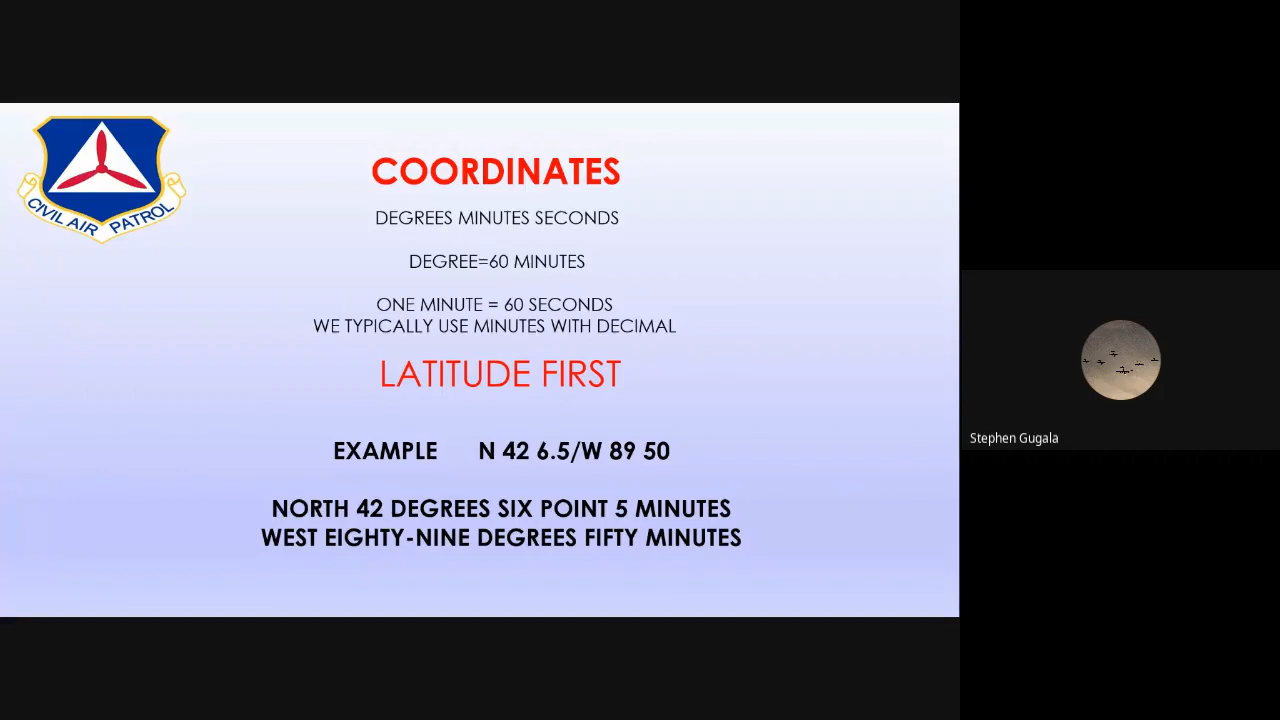 CIVIL AIR PATROL
COORDINATES
DEGREES MINUTES SECONDS
DEGREE=60 MINUTES
ONE MINUTE = 60 SECONDS
WE TYPICALLY USE MINUTES WITH DECIMAL
LATITUDE FIRST
EXAMPLE N 42 6.5/W 89 50
NORTH 42 DEGREES SIX POINT 5 MINUTES
WEST EIGHTY-NINE DEGREES FIFTY MINUTES
Stephen Gugala